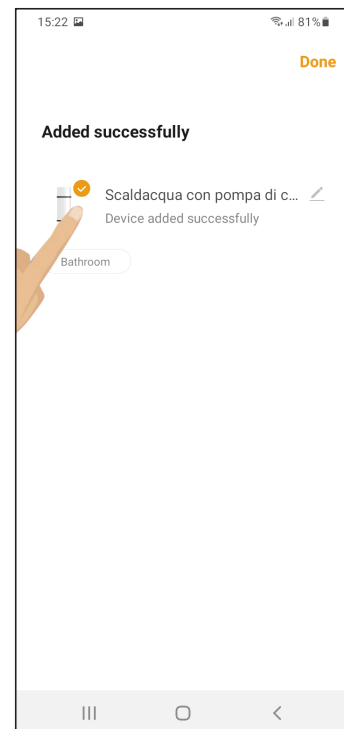 15:22 81%
Done
Added successfully
Scaldacqua con pompa di c...
Device added successfully
Bathroom